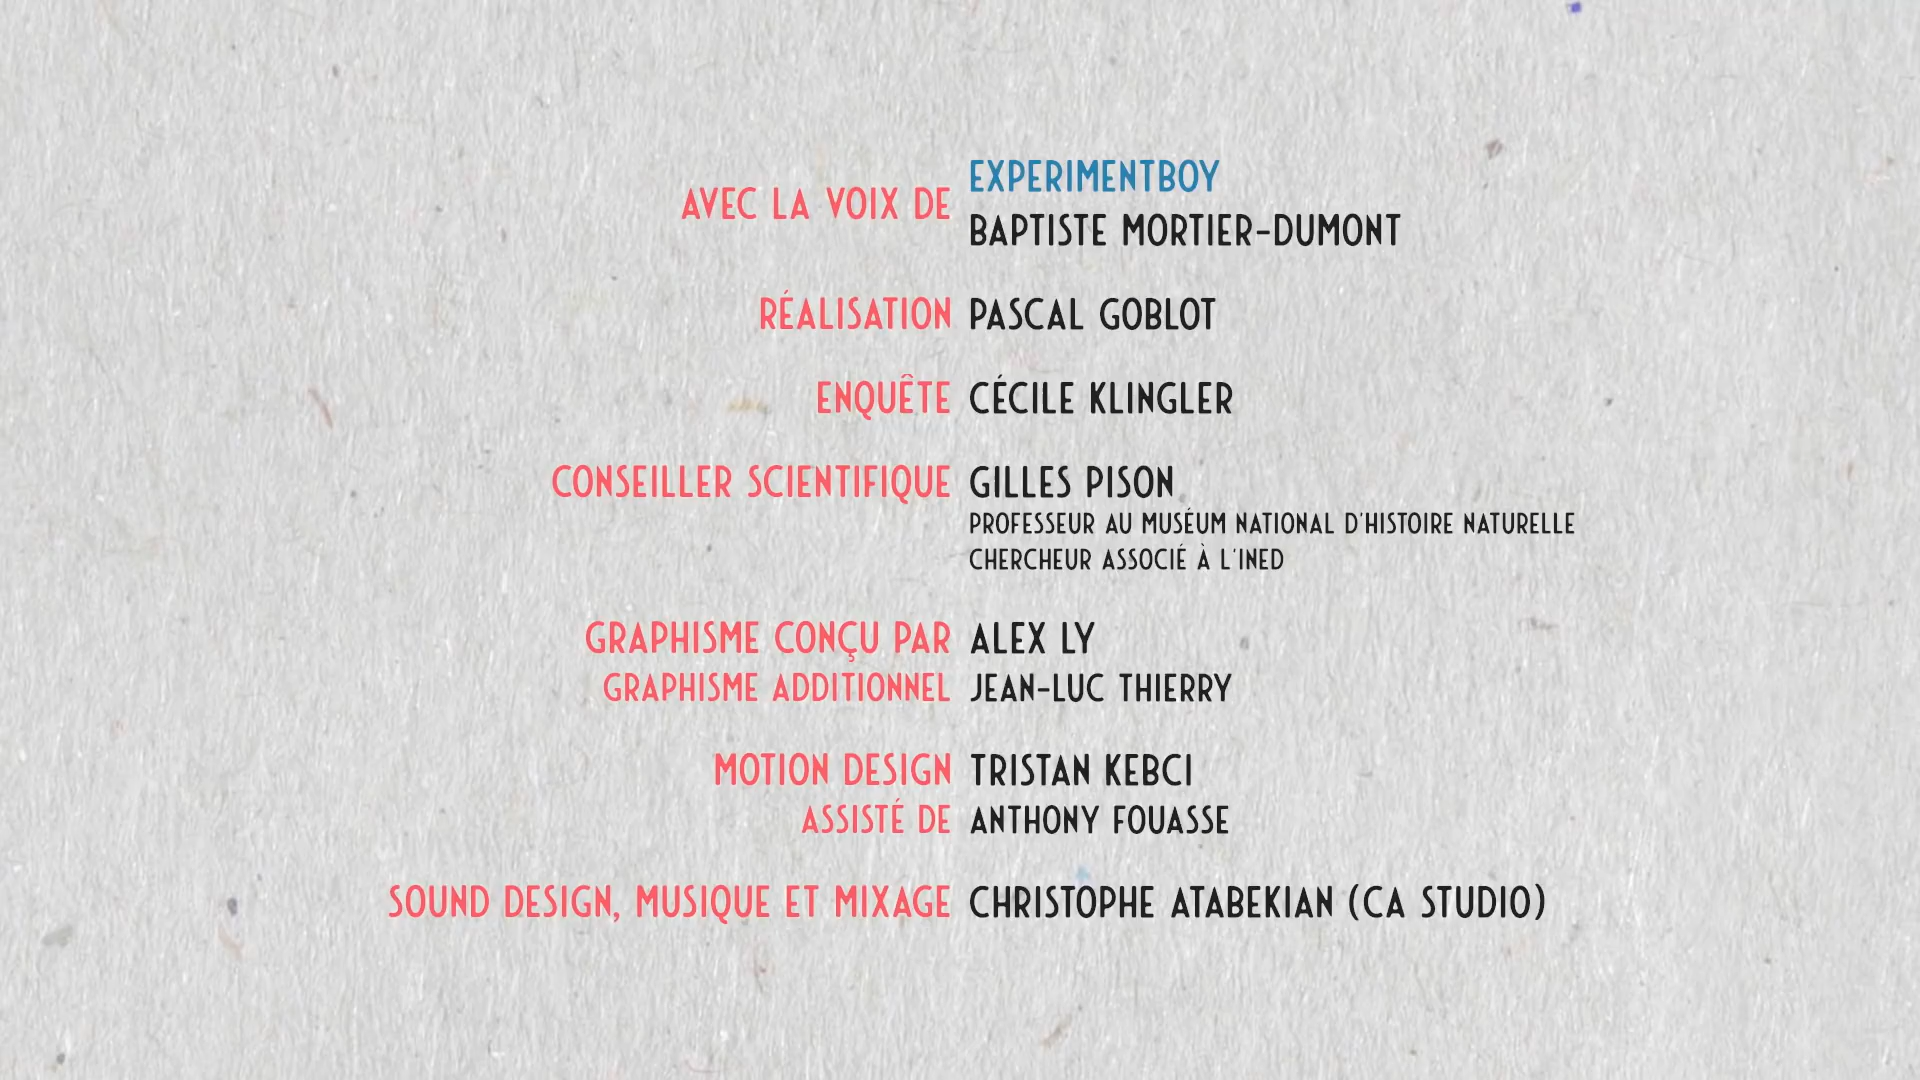 AVEC LA VOIX DE EXPERIMENTBOY
BAPTISTE MORTIER-DUMONT
RÉALISATION PASCAL GOBLOT
ENQUÊTE CÉCILE KLINGLER
CONSEILLER SCIENTIFIQUE GILLES PISON
PROFESSEUR AU MUSÉUM NATIONAL D'HISTOIRE NATURELLE
CHERCHEUR ASSOCIÉ À L'INED
GRAPHISME CONÇU PAR ALEX LY
GRAPHISME ADDITIONNEL JEAN-LUC THIERRY
MOTION DESIGN TRISTAN KEBCI
ASSISTÉ DE ANTHONY FOUASSE
SOUND DESIGN, MUSIQUE ET MIXAGE CHRISTOPHE ATABEKIAN (CA STUDIO)